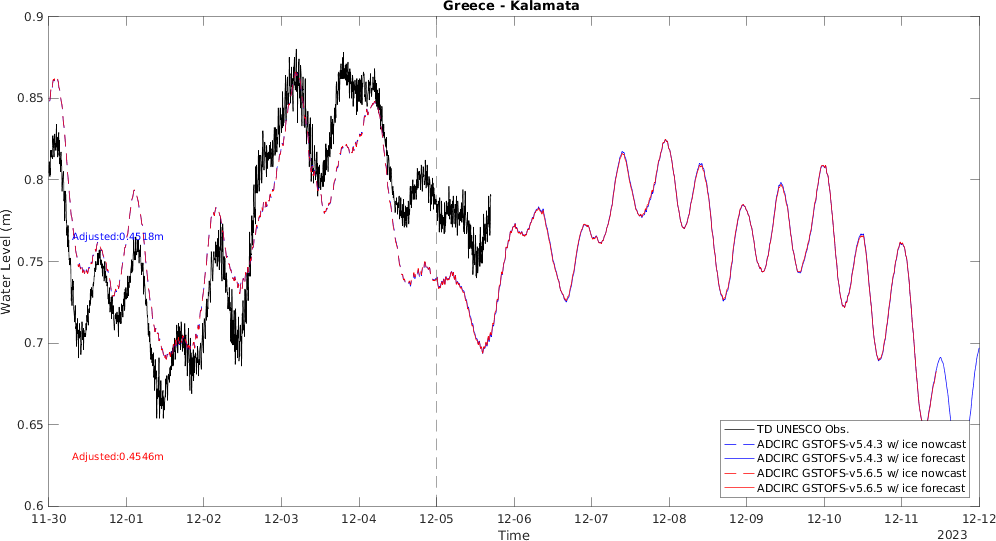 Greece - Kalamata
Water Level (m)
0.9
0.85
0.8
0.75
0.7
0.65
0.6
Adjusted:0.4518m
Adjusted:0.4546m
TD UNESCO Obs.
ADCIRC GSTOFS-v5.4.3 w/ ice nowcast
ADCIRC GSTOFS-v5.4.3 w/ ice forecast
ADCIRC GSTOFS-v5.6.5 w/ ice nowcast
ADCIRC GSTOFS-v5.6.5 w/ ice forecast
11-30 12-01 12-02 12-03 12-04 12-05 12-06 12-07 12-08 12-09 12-10 12-11 12-12
Time
2023